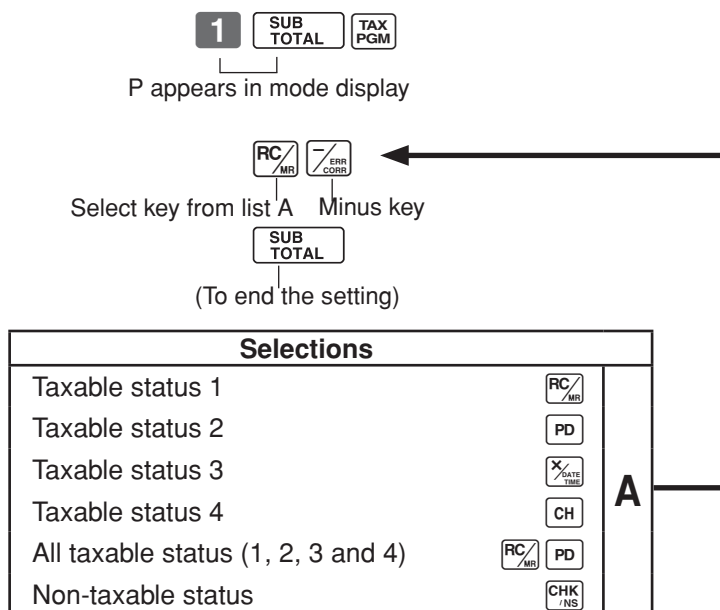 1 SUB TOTAL TAX PGM
P appears in mode display
RC/MR −/ERR CORR
Select key from list A Minus key
SUB TOTAL
(To end the setting)
Selections
Taxable status 1 RC/MR
Taxable status 2 PD
Taxable status 3 ×/DATE TIME
Taxable status 4 CH
All taxable status (1, 2, 3 and 4) RC/MR PD
Non-taxable status CHK/NS
A